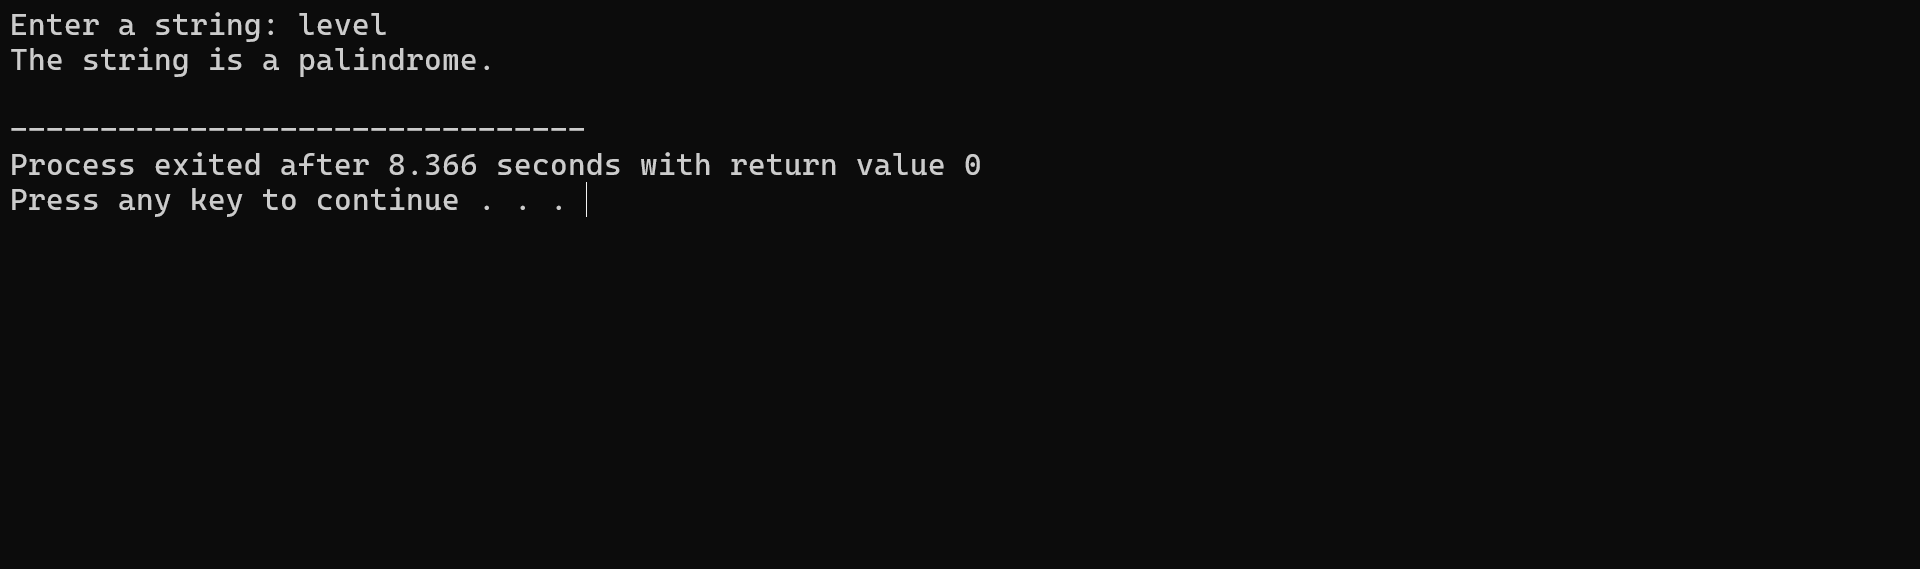 Enter a string: level
The string is a palindrome.
--------------------------------
Process exited after 8.366 seconds with return value 0
Press any key to continue . . .